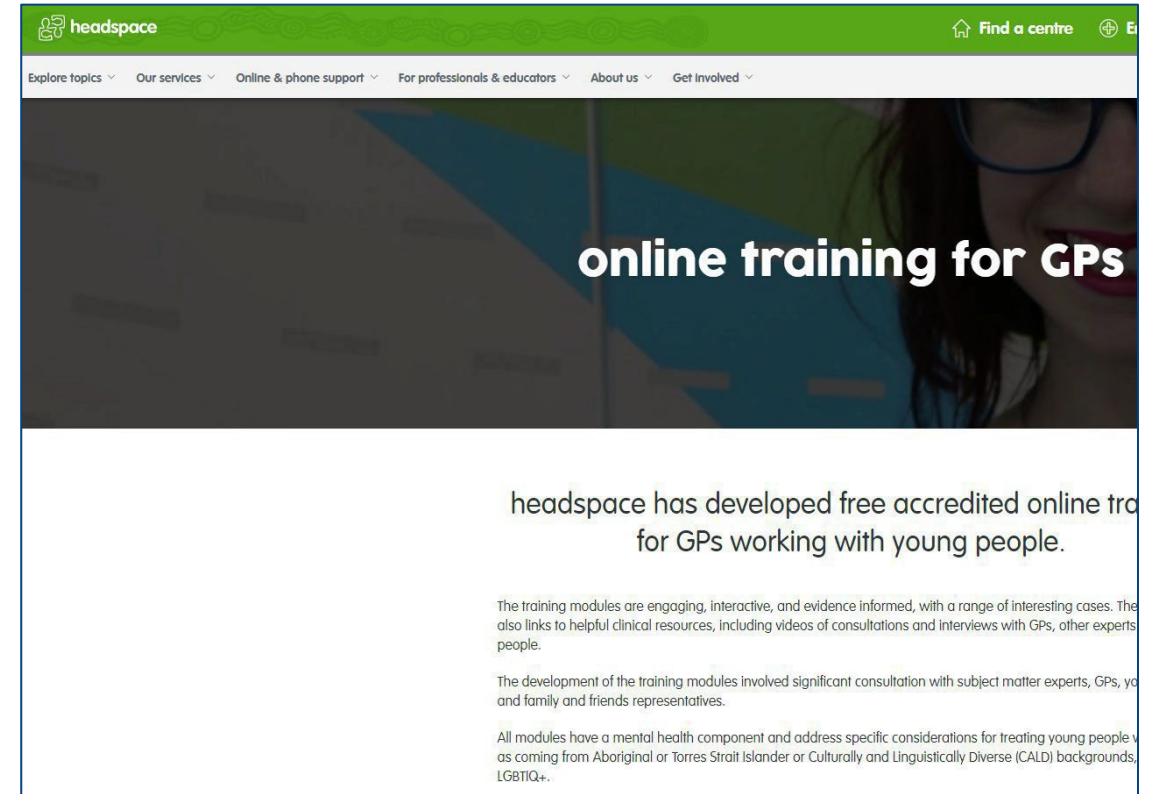 headspace
Find a centre
Explore topics Our services Online & phone support For professionals & educators About us Get involved
online training for GPs
headspace has developed free accredited online tra
for GPs working with young people.
The training modules are engaging, interactive, and evidence informed, with a range of interesting cases. The
also links to helpful clinical resources, including videos of consultations and interviews with GPs, other experts
people.
The development of the training modules involved significant consultation with subject matter experts, GPs, yo
and family and friends representatives.
All modules have a mental health component and address specific considerations for treating young people
as coming from Aboriginal or Torres Strait Islander or Culturally and Linguistically Diverse (CALD) backgrounds,
LGBTIQ+.